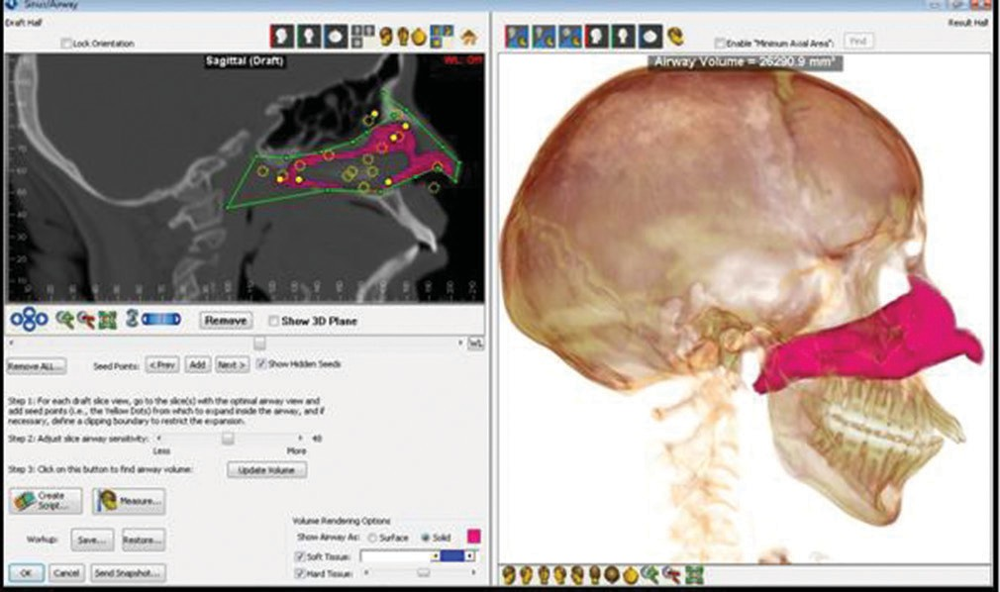 Sinus/Airway
Draft Half
Result Half
Lock Orientation
Enable "Minimum Axial Area":
Find
Sagittal (Draft)
WL: Off
Airway Volume = 26290.9 mm³
Remove
Show 3D Plane
WL
Remove ALL...
Seed Points:
< Prev
Add
Next >
Show Hidden Seeds
Step 1: For each draft slice view, go to the slice(s) with the optimal airway view and
add seed points (i.e., the Yellow Dots) from which to expand inside the airway, and if
necessary, define a clipping boundary to restrict the expansion.
Step 2: Adjust slice airway sensitivity:
48
Less
More
Step 3: Click on this button to find airway volume:
Update Volume
Create
Script...
Measure...
Volume Rendering Options
Show Airway As:
Surface
Solid
Workup:
Save...
Restore...
Soft Tissue:
OK
Cancel
Send Snapshot...
Hard Tissue: